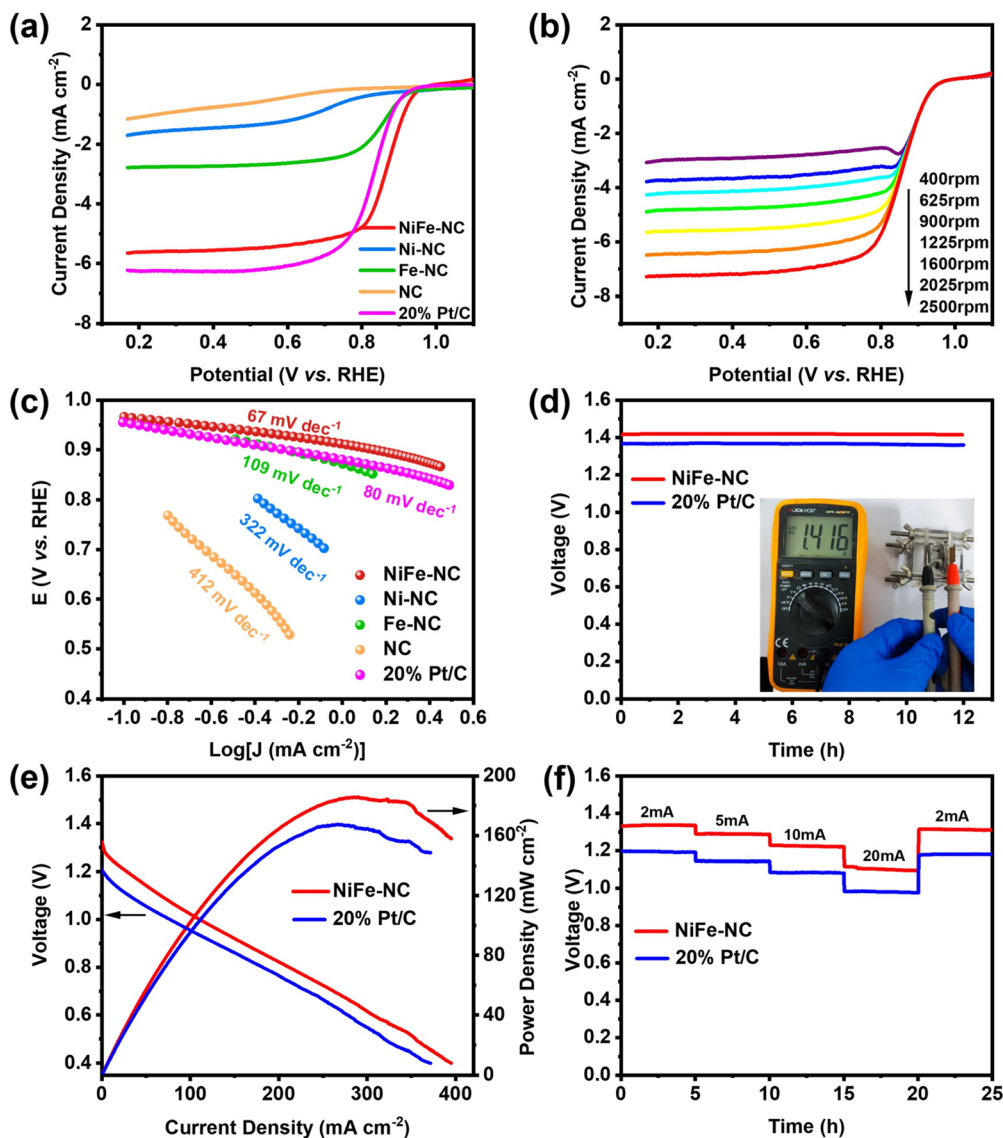 (a)
2
0
-2
-4
-6
-8
Current Density (mA cm-2)
0.2 0.4 0.6 0.8 1.0
Potential (V vs. RHE)
NiFe-NC
Ni-NC
Fe-NC
NC
20% Pt/C
(b)
2
0
-2
-4
-6
-8
Current Density (mA cm-2)
0.2 0.4 0.6 0.8 1.0
Potential (V vs. RHE)
400rpm
625rpm
900rpm
1225rpm
1600rpm
2025rpm
2500rpm
(c)
1.0
0.9
0.8
0.7
0.6
0.5
0.4
E (V vs. RHE)
-1.0 -0.8 -0.6 -0.4 -0.2 0.0 0.2 0.4 0.6
Log[J (mA cm-2)]
67 mV dec-1
109 mV dec-1
80 mV dec-1
322 mV dec-1
412 mV dec-1
NiFe-NC
Ni-NC
Fe-NC
NC
20% Pt/C
(d)
1.6
1.4
1.2
1.0
0.8
0.6
0.4
0.2
0.0
Voltage (V)
0 2 4 6 8 10 12
Time (h)
NiFe-NC
20% Pt/C
VC97
1.416
CE
10A
(e)
1.6
1.4
1.2
1.0
0.8
0.6
0.4
Voltage (V)
200
160
120
80
40
0
Power Density (mW cm-2)
0 100 200 300 400
Current Density (mA cm-2)
NiFe-NC
20% Pt/C
(f)
1.6
1.4
1.2
1.0
0.8
0.6
0.4
0.2
0.0
Voltage (V)
0 5 10 15 20 25
Time (h)
2mA
5mA
10mA
20mA
2mA
NiFe-NC
20% Pt/C